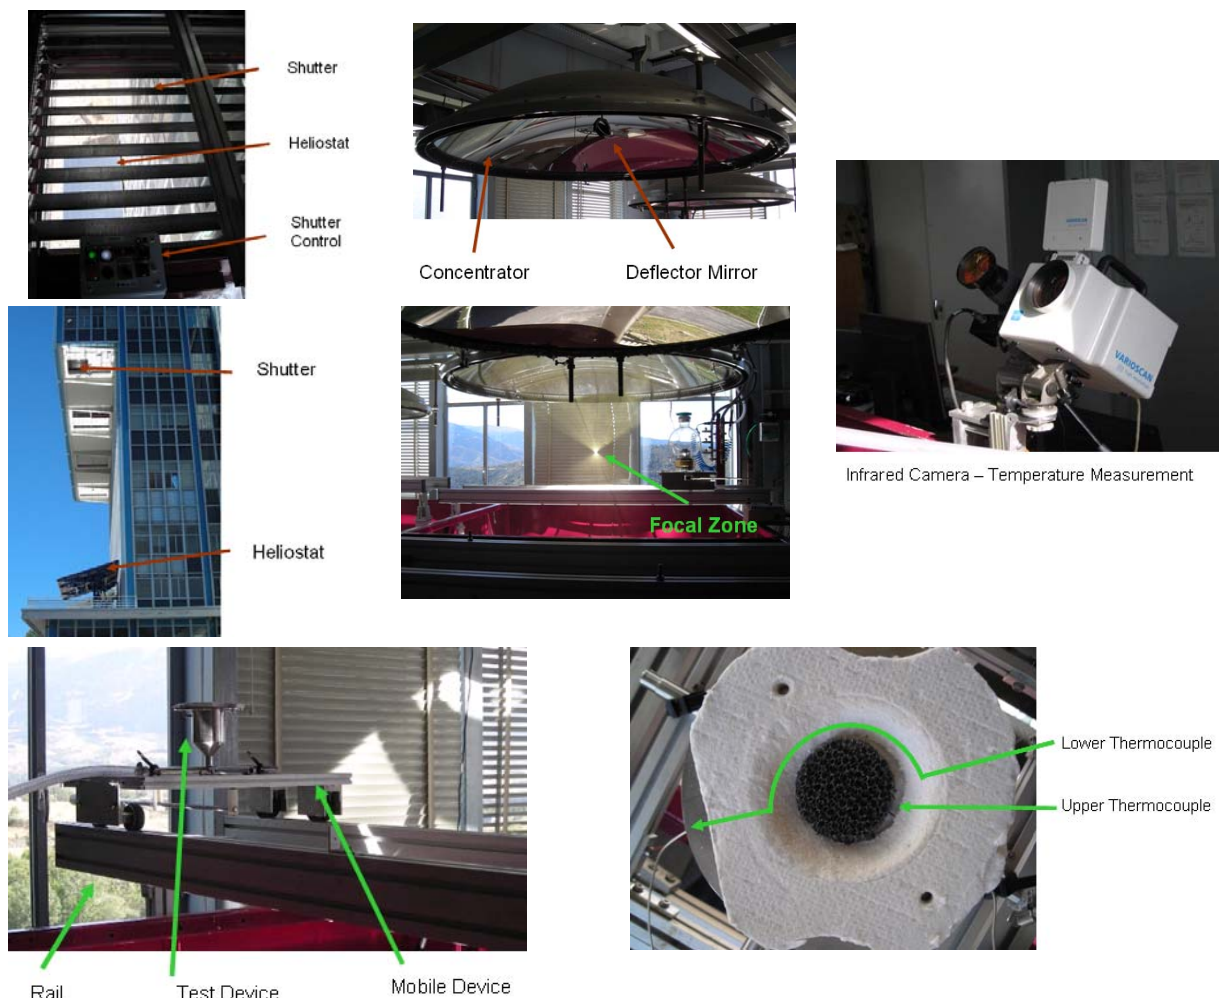 Shutter
Heliostat
Shutter
Control
Concentrator
Deflector Mirror
VARIOSCAN
Infrared Camera – Temperature Measurement
Shutter
Heliostat
Focal Zone
VARIOSCAN
Lower Thermocouple
Upper Thermocouple
Rail
Test Device
Mobile Device